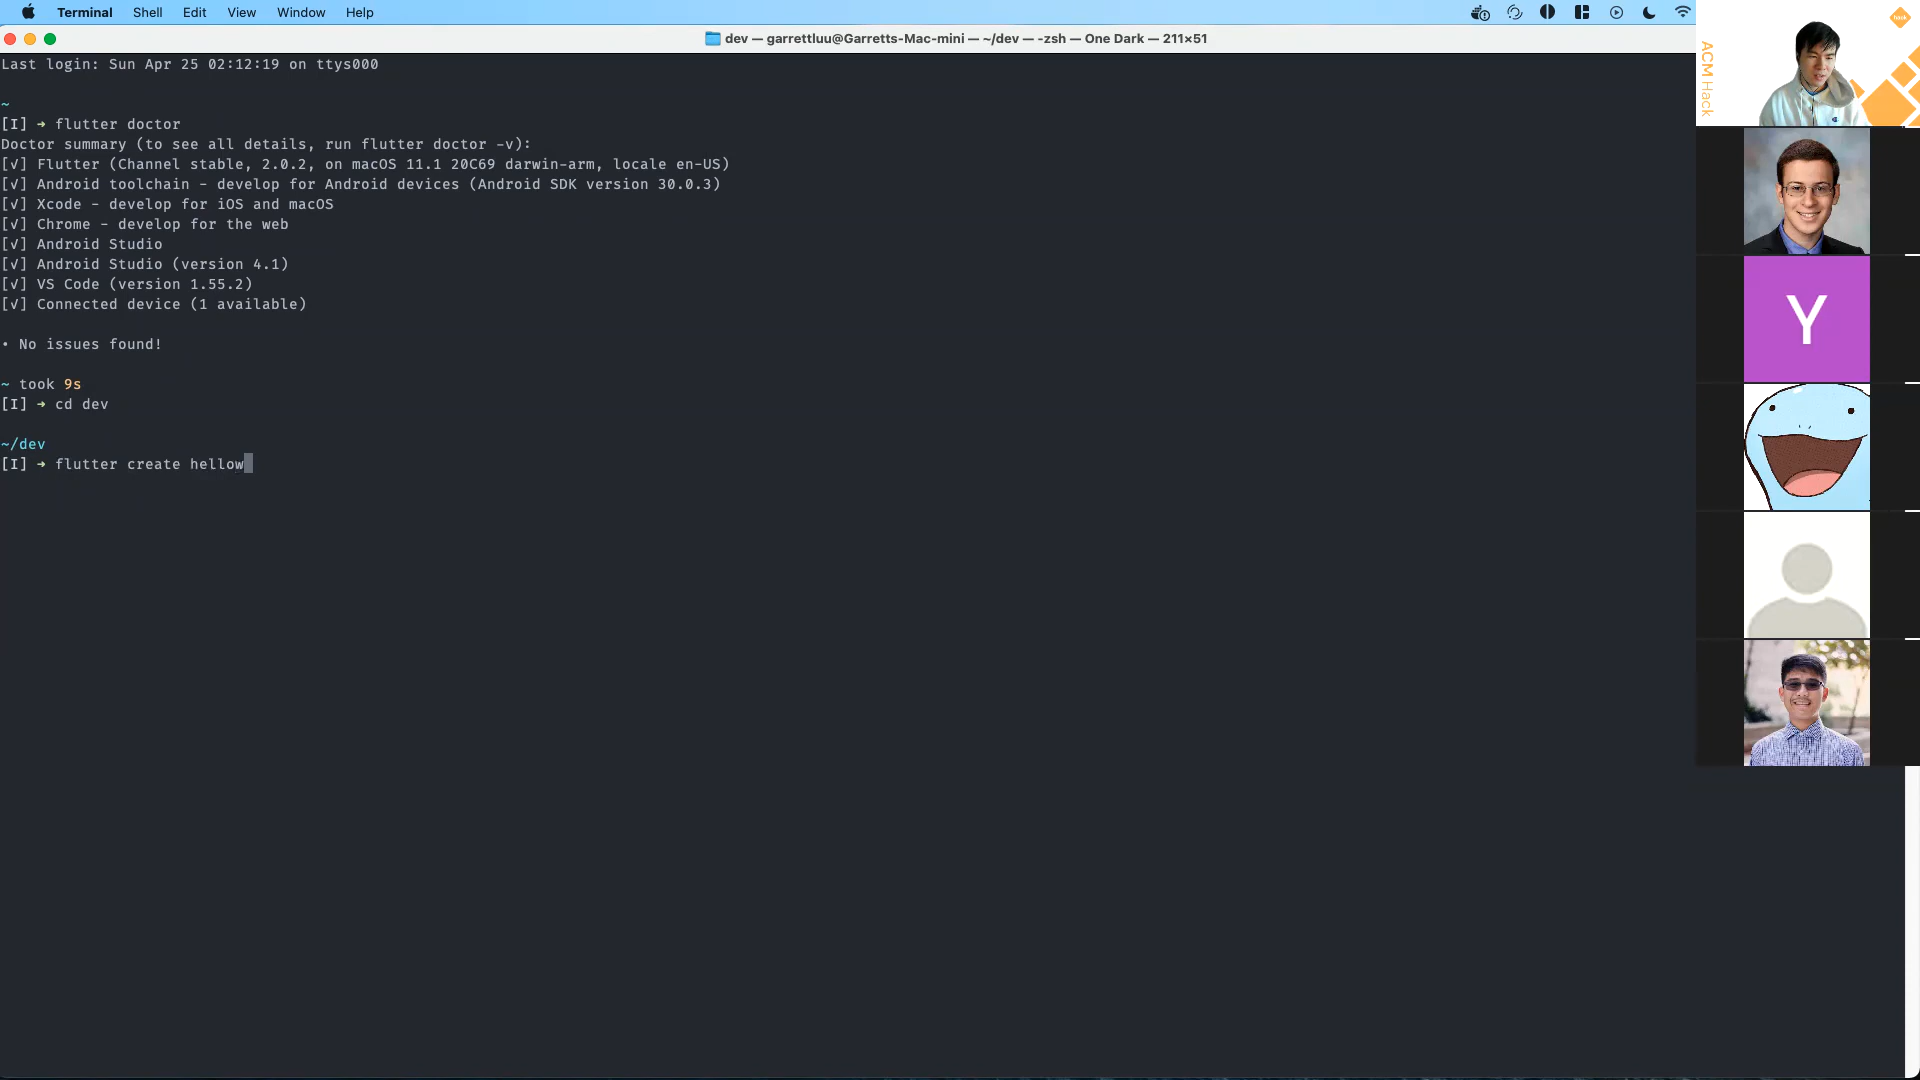 Terminal Shell Edit View Window Help
dev — garrettluu@Garretts-Mac-mini — ~/dev — -zsh — One Dark — 211×51
Last login: Sun Apr 25 02:12:19 on ttys000
~
[I] ➜ flutter doctor
Doctor summary (to see all details, run flutter doctor -v):
[√] Flutter (Channel stable, 2.0.2, on macOS 11.1 20C69 darwin-arm, locale en-US)
[√] Android toolchain - develop for Android devices (Android SDK version 30.0.3)
[√] Xcode - develop for iOS and macOS
[√] Chrome - develop for the web
[√] Android Studio
[√] Android Studio (version 4.1)
[√] VS Code (version 1.55.2)
[√] Connected device (1 available)
• No issues found!
~ took 9s
[I] ➜ cd dev
~/dev
[I] ➜ flutter create hellow
ACM Hack
hack
Y